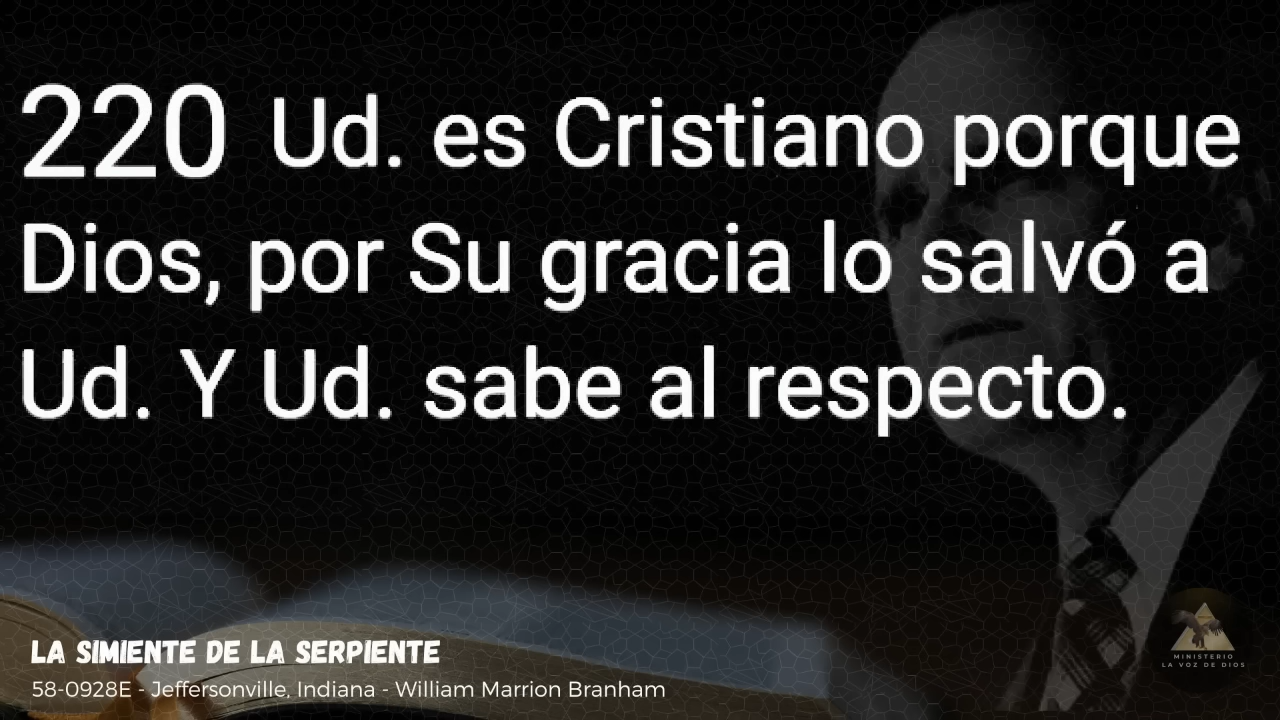 220 Ud. es Cristiano porque
Dios, por Su gracia lo salvó a
Ud. Y Ud. sabe al respecto.
LA SIMIENTE DE LA SERPIENTE
58-0928E - Jeffersonville, Indiana - William Marrion Branham
MINISTERIO
LA VOZ DE DIOS